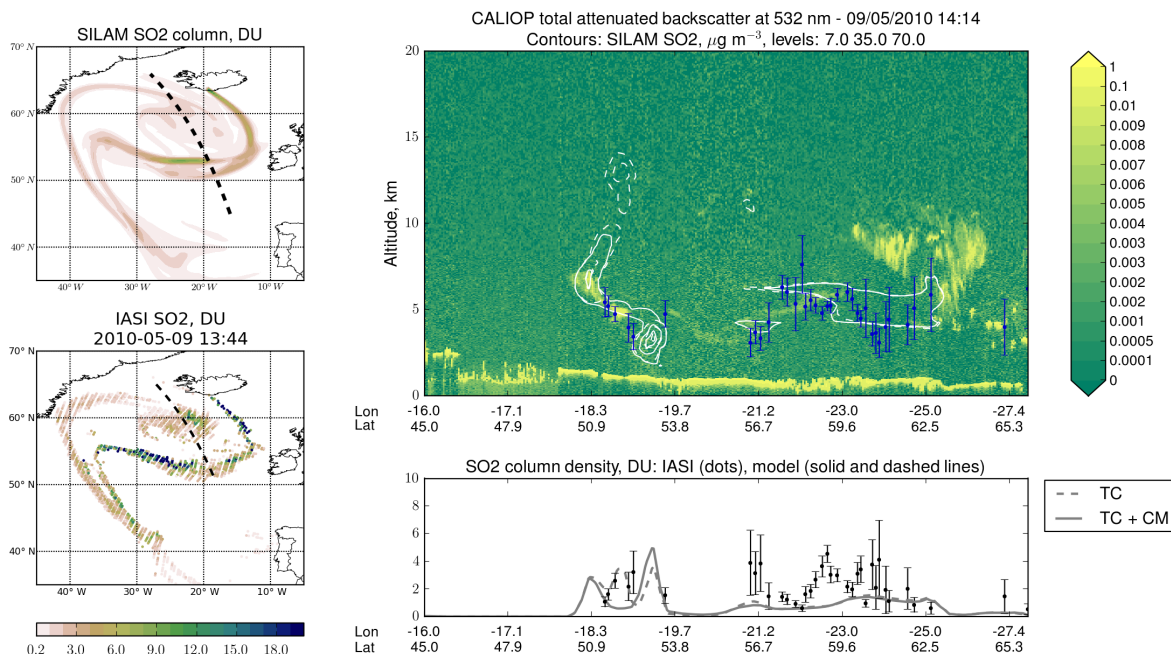 SILAM SO2 column, DU
70° N
60° N
50° N
40° N
40° W 30° W 20° W 10° W
IASI SO2, DU
2010-05-09 13:44
70° N
60° N
50° N
40° N
40° W 30° W 20° W 10° W
0.2 3.0 6.0 9.0 12.0 15.0 18.0
CALIOP total attenuated backscatter at 532 nm - 09/05/2010 14:14
Contours: SILAM SO2, μg m⁻³, levels: 7.0 35.0 70.0
Altitude, km
20
15
10
5
0
Lon -16.0 -17.1 -18.3 -19.7 -21.2 -23.0 -25.0 -27.4
Lat 45.0 47.9 50.9 53.8 56.7 59.6 62.5 65.3
1
0.1
0.01
0.009
0.008
0.007
0.006
0.005
0.004
0.003
0.002
0.001
0.0005
0.0001
0
SO2 column density, DU: IASI (dots), model (solid and dashed lines)
10
8
6
4
2
0
Lon -16.0 -17.1 -18.3 -19.7 -21.2 -23.0 -25.0 -27.4
Lat 45.0 47.9 50.9 53.8 56.7 59.6 62.5 65.3
TC
TC + CM